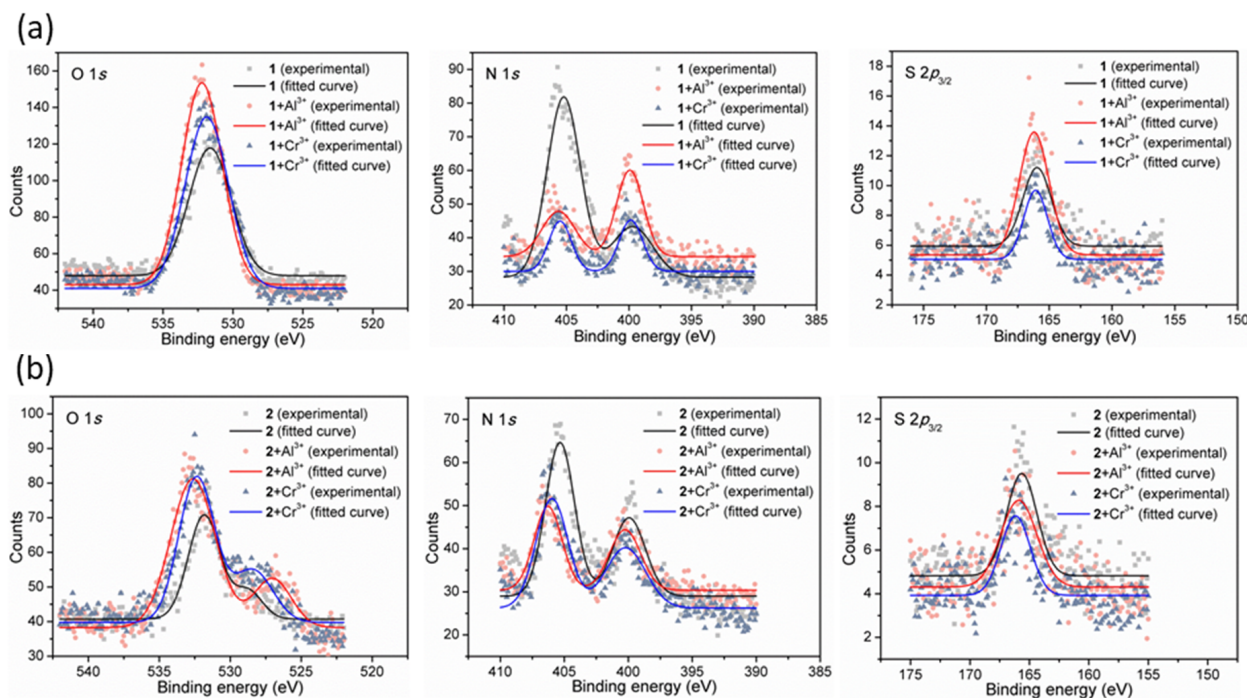 (a)
O 1s
1 (experimental)
1 (fitted curve)
1+Al³⁺ (experimental)
1+Al³⁺ (fitted curve)
1+Cr³⁺ (experimental)
1+Cr³⁺ (fitted curve)
Counts
160
140
120
100
80
60
40
540 535 530 525 520
Binding energy (eV)
N 1s
1 (experimental)
1+Al³⁺ (experimental)
1+Cr³⁺ (experimental)
1 (fitted curve)
1+Al³⁺ (fitted curve)
1+Cr³⁺ (fitted curve)
Counts
90
80
70
60
50
40
30
20
410 405 400 395 390 385
Binding energy (eV)
S 2p3/2
1 (experimental)
1+Al³⁺ (experimental)
1+Cr³⁺ (experimental)
1 (fitted curve)
1+Al³⁺ (fitted curve)
1+Cr³⁺ (fitted curve)
Counts
18
16
14
12
10
8
6
4
2
175 170 165 160 155 150
Binding energy (eV)
(b)
O 1s
2 (experimental)
2 (fitted curve)
2+Al³⁺ (experimental)
2+Al³⁺ (fitted curve)
2+Cr³⁺ (experimental)
2+Cr³⁺ (fitted curve)
Counts
100
90
80
70
60
50
40
30
540 535 530 525 520
Binding energy (eV)
N 1s
2 (experimental)
2 (fitted curve)
2+Al³⁺ (experimental)
2+Al³⁺ (fitted curve)
2+Cr³⁺ (experimental)
2+Cr³⁺ (fitted curve)
Counts
70
60
50
40
30
20
410 405 400 395 390 385
Binding energy (eV)
S 2p3/2
2 (experimental)
2 (fitted curve)
2+Al³⁺ (experimental)
2+Al³⁺ (fitted curve)
2+Cr³⁺ (experimental)
2+Cr³⁺ (fitted curve)
Counts
12
10
8
6
4
2
175 170 165 160 155 150
Binding energy (eV)